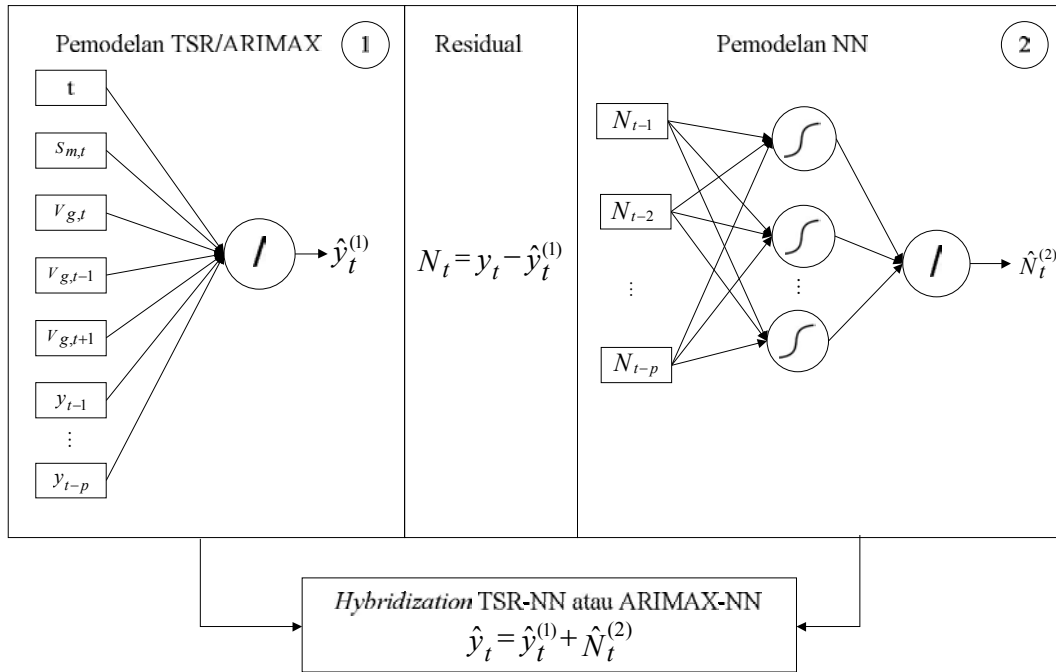 Pemodelan TSR/ARIMAX
1
t
S_{m,t}
V_{g,t}
V_{g,t-1}
V_{g,t+1}
y_{t-1}
⋮
y_{t-p}
ŷ_t^{(1)}
Residual
N_t = y_t − ŷ_t^{(1)}
Pemodelan NN
2
N_{t-1}
N_{t-2}
⋮
N_{t-p}
⋮
N̂_t^{(2)}
Hybridization TSR-NN atau ARIMAX-NN
ŷ_t = ŷ_t^{(1)} + N̂_t^{(2)}